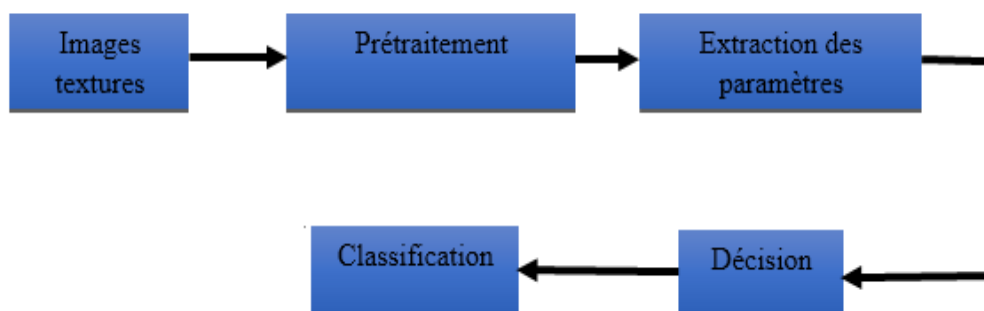 Images
textures
Prétraitement
Extraction des
paramètres
Décision
Classification